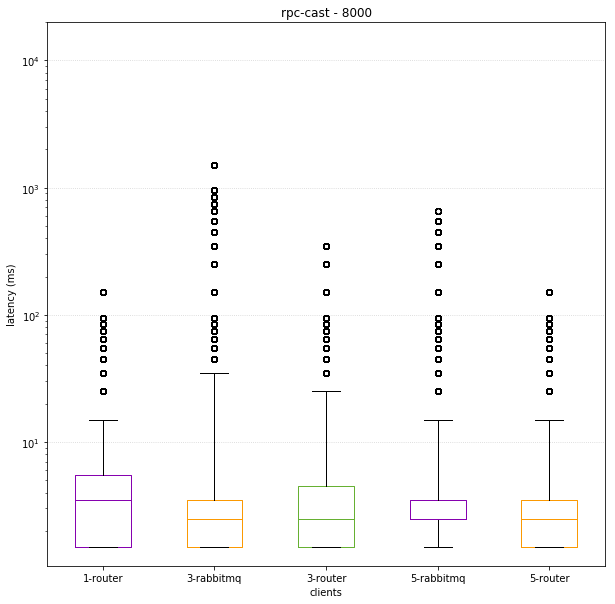 rpc-cast - 8000
10⁴
10³
10²
10¹
latency (ms)
1-router 3-rabbitmq 3-router 5-rabbitmq 5-router
clients